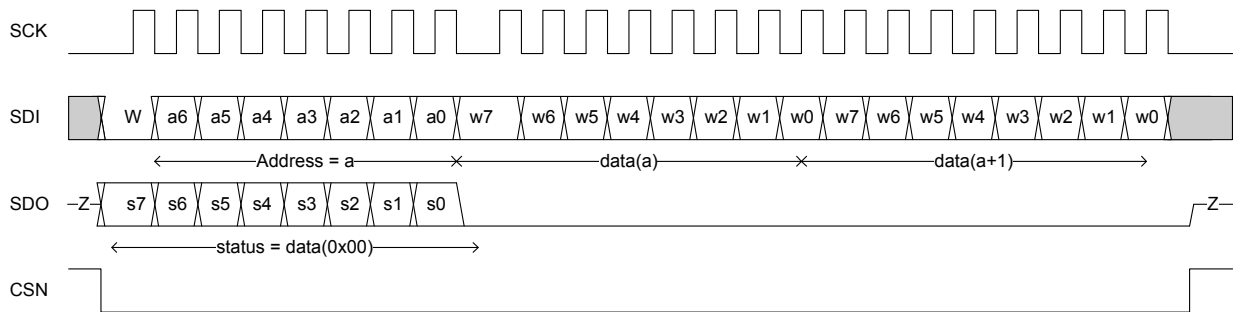 SCK
SDI W a6 a5 a4 a3 a2 a1 a0 w7 w6 w5 w4 w3 w2 w1 w0 w7 w6 w5 w4 w3 w2 w1 w0
Address = a data(a) data(a+1)
SDO Z s7 s6 s5 s4 s3 s2 s1 s0 Z
status = data(0x00)
CSN